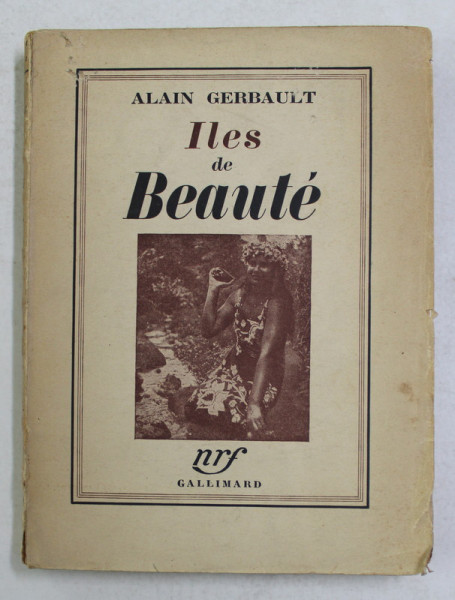 ALAIN GERBAULT
Iles
de
Beauté
nrf
GALLIMARD